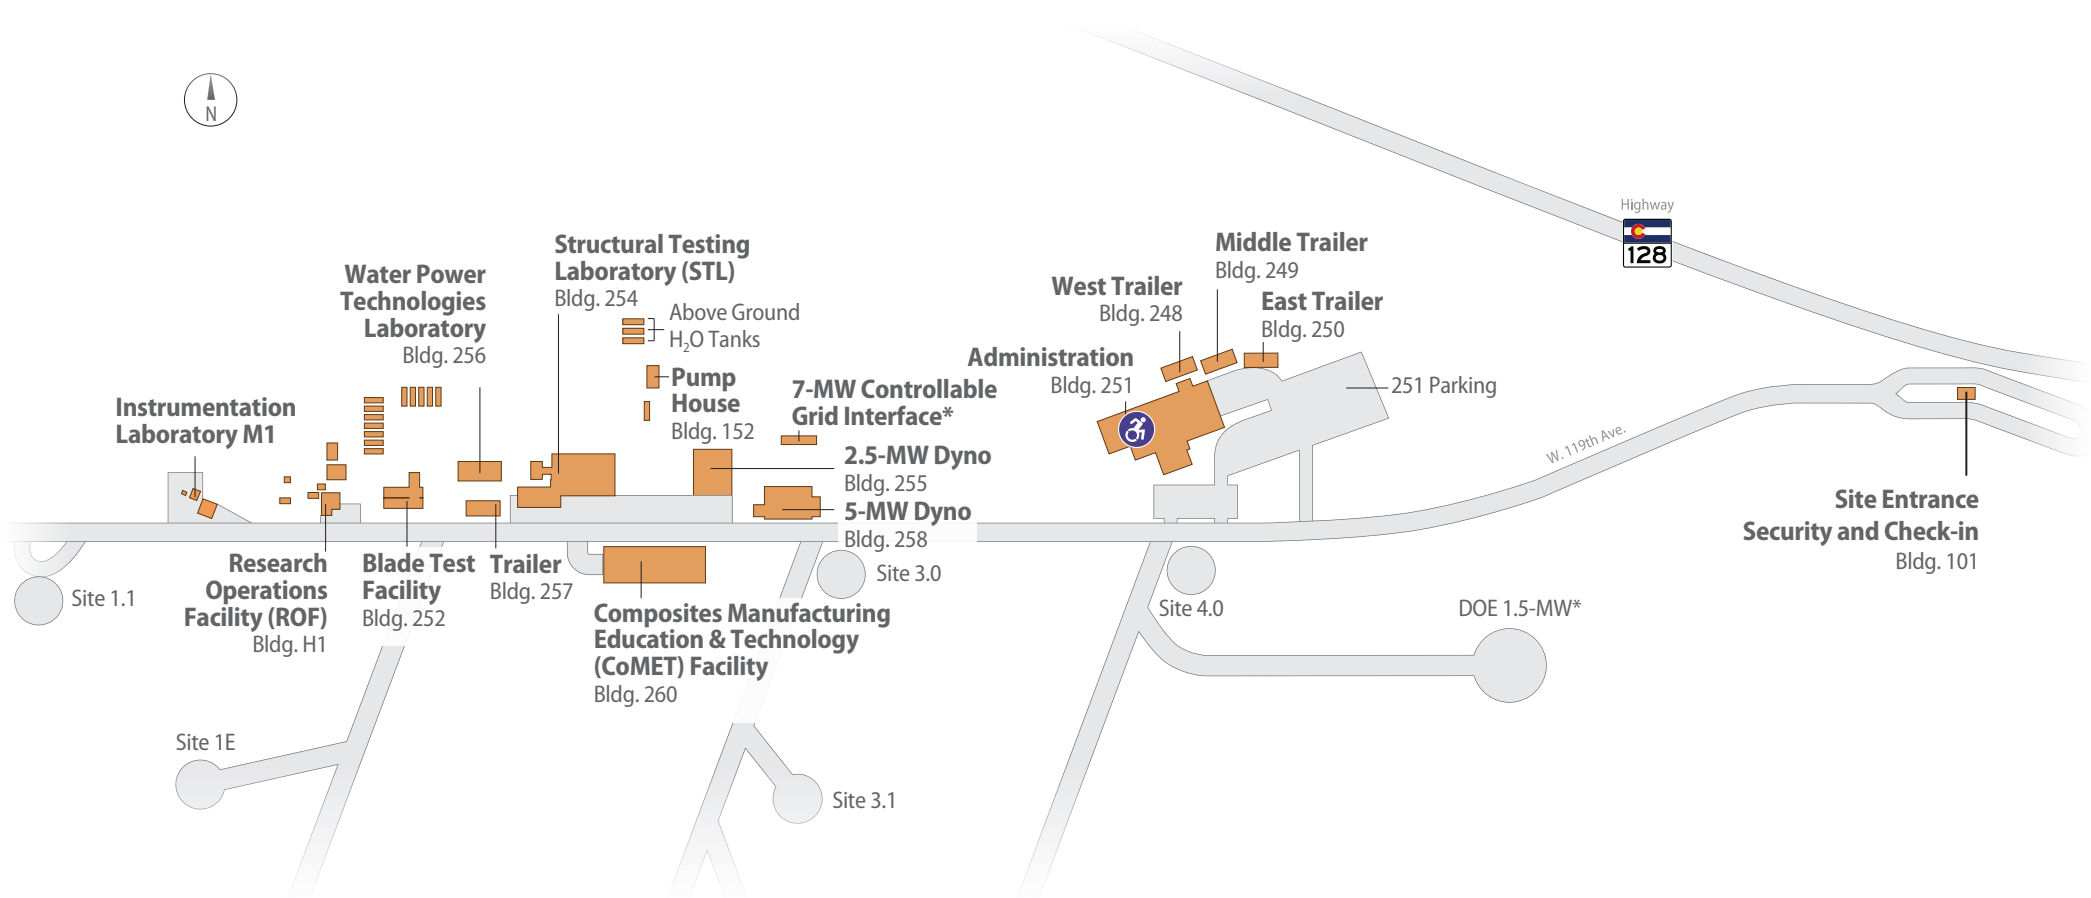 N
Highway
128
Structural Testing
Laboratory (STL)
Bldg. 254
Water Power
Technologies
Laboratory
Bldg. 256
Above Ground
H₂O Tanks
Pump
House
Bldg. 152
7-MW Controllable
Grid Interface*
2.5-MW Dyno
Bldg. 255
5-MW Dyno
Bldg. 258
Middle Trailer
Bldg. 249
West Trailer
Bldg. 248
East Trailer
Bldg. 250
Administration
Bldg. 251
251 Parking
Instrumentation
Laboratory M1
W. 119th Ave.
Site Entrance
Security and Check-in
Bldg. 101
Research
Operations
Facility (ROF)
Bldg. H1
Blade Test
Facility
Bldg. 252
Trailer
Bldg. 257
Composites Manufacturing
Education & Technology
(CoMET) Facility
Bldg. 260
Site 1.1
Site 3.0
Site 4.0
DOE 1.5-MW*
Site 1E
Site 3.1